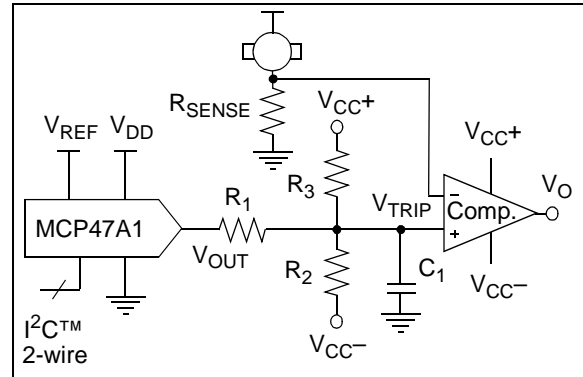 R_SENSE
V_CC+
V_REF
V_DD
V_CC+
R_1
R_3
V_TRIP
–
Comp.
V_O
MCP47A1
+
V_OUT
R_2
C_1
V_CC–
I²C™
2-wire
V_CC–